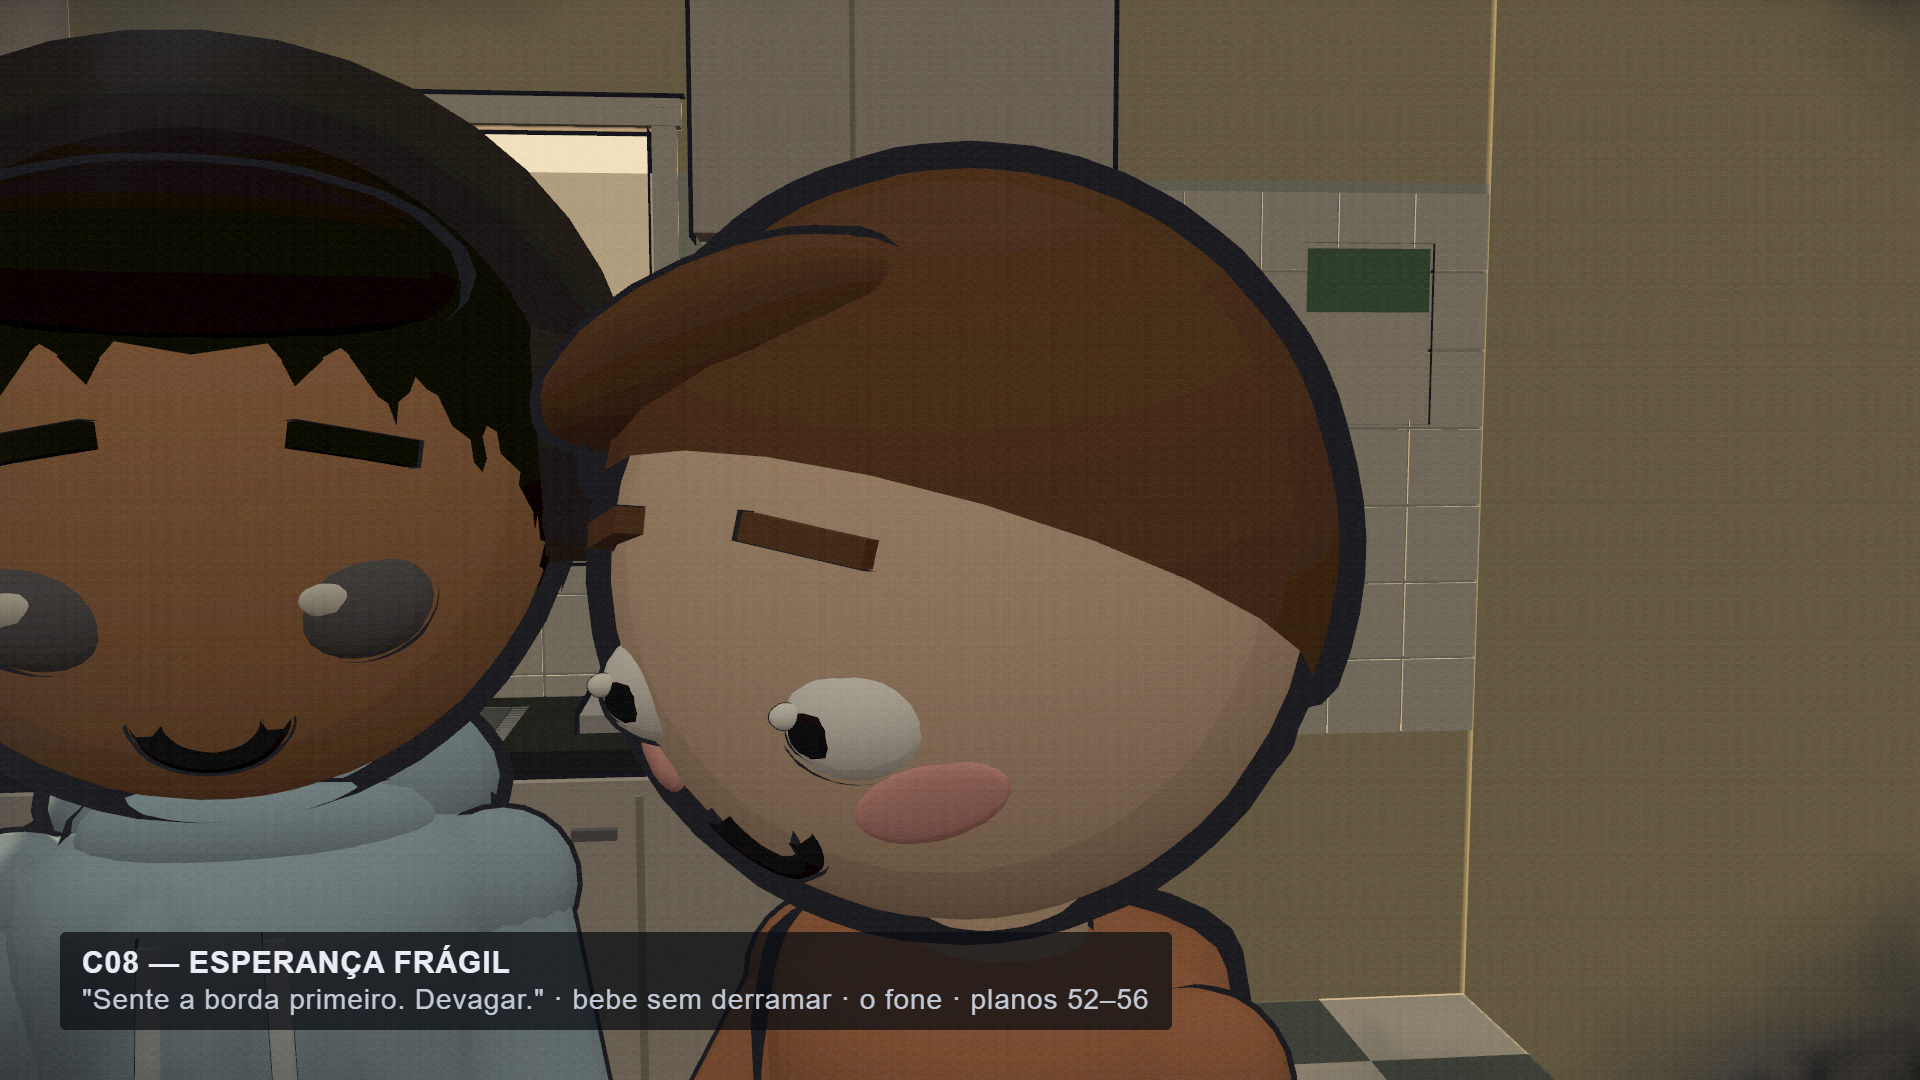 C08 — ESPERANÇA FRÁGIL
"Sente a borda primeiro. Devagar." · bebe sem derramar · o fone · planos 52–56